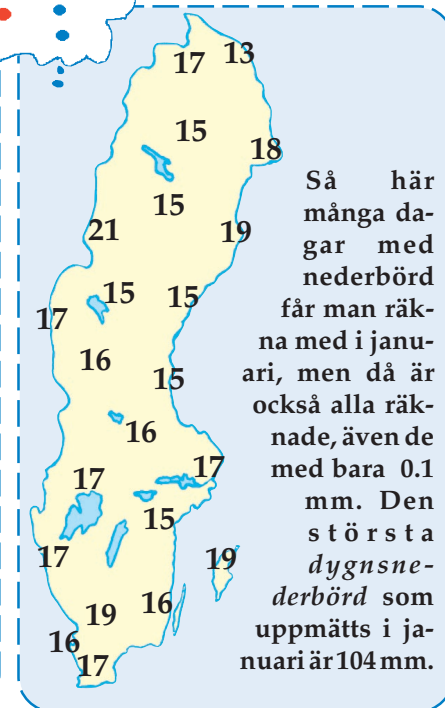 17 13
15
18
15
21 19
15 15
17
16
15
16
17
17
15
17 19
19 16
16
17
Så här
många da-
gar med
nederbörd
får man räk-
na med i janu-
ari, men då är
också alla räk-
nade, även de
med bara 0.1
mm. Den
största
dygnsne-
derbörd som
uppmätts i ja-
nuari är 104 mm.